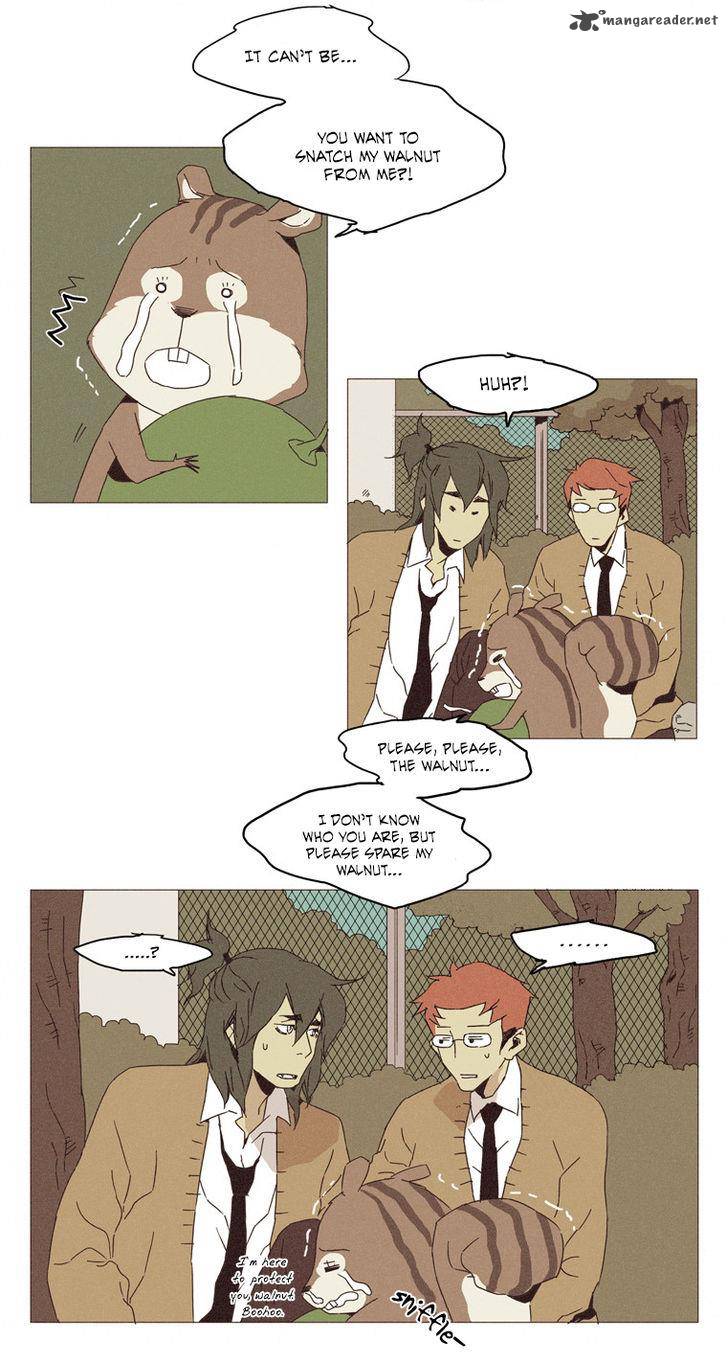 mangareader.net
IT CAN'T BE...
YOU WANT TO
SNATCH MY WALNUT
FROM ME?!
HUH?!
PLEASE, PLEASE,
THE WALNUT...
I DON'T KNOW
WHO YOU ARE, BUT
PLEASE SPARE MY
WALNUT...
.....?
......
I'm here
to protect
you, walnut.
Boohoo.
sniffle~